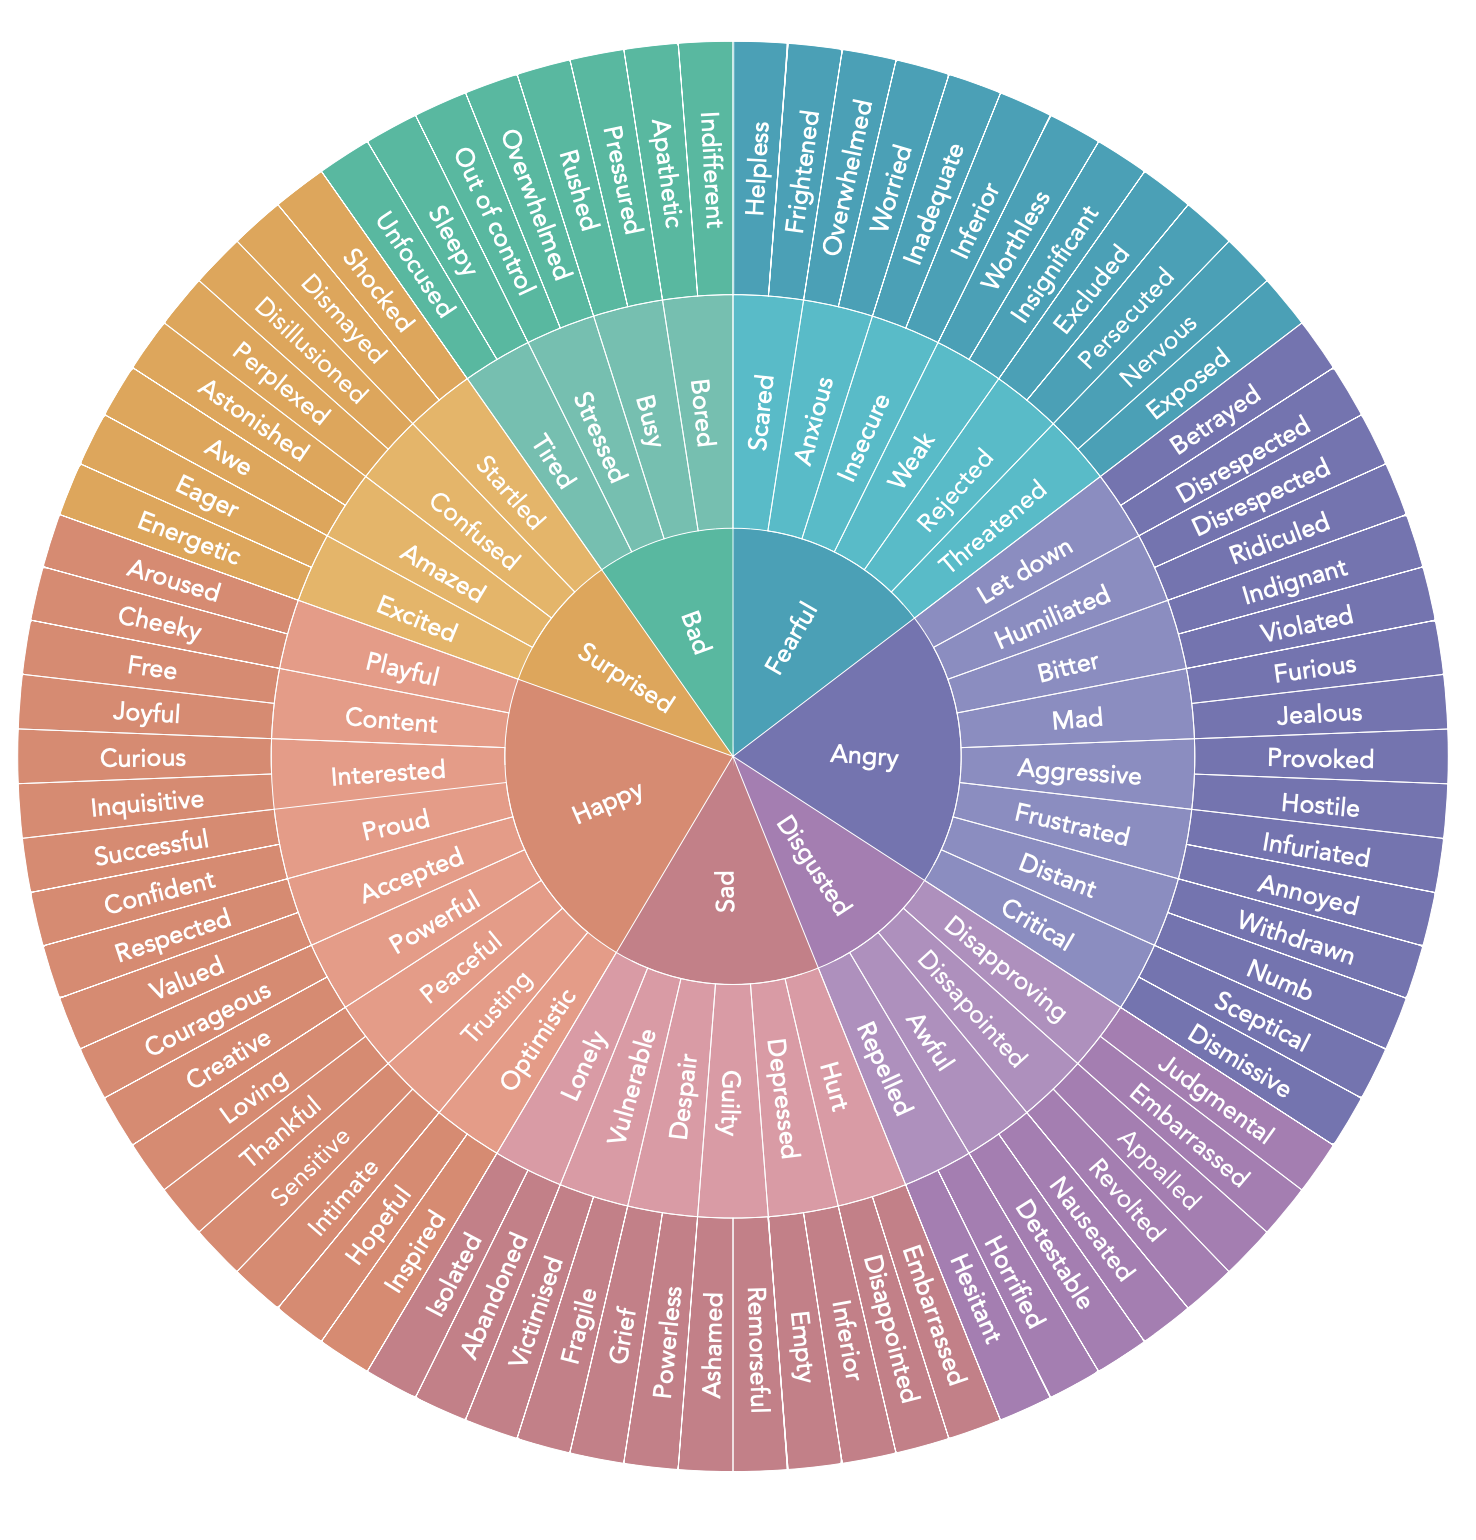 Fearful
Angry
Disgusted
Sad
Happy
Surprised
Bad
Scared
Anxious
Insecure
Weak
Rejected
Threatened
Let down
Humiliated
Bitter
Mad
Aggressive
Frustrated
Distant
Critical
Disapproving
Dissapointed
Awful
Repelled
Hurt
Depressed
Guilty
Despair
Vulnerable
Lonely
Optimistic
Trusting
Peaceful
Powerful
Accepted
Proud
Interested
Content
Playful
Excited
Amazed
Confused
Startled
Tired
Stressed
Busy
Bored
Helpless
Frightened
Overwhelmed
Worried
Inadequate
Inferior
Worthless
Insignificant
Excluded
Persecuted
Nervous
Exposed
Betrayed
Disrespected
Disrespected
Ridiculed
Indignant
Violated
Furious
Jealous
Provoked
Hostile
Infuriated
Annoyed
Withdrawn
Numb
Sceptical
Dismissive
Judgmental
Embarrassed
Appalled
Revolted
Nauseated
Detestable
Horrified
Hesitant
Embarrassed
Disappointed
Inferior
Empty
Remorseful
Ashamed
Powerless
Grief
Fragile
Victimised
Abandoned
Isolated
Inspired
Hopeful
Intimate
Sensitive
Thankful
Loving
Creative
Courageous
Valued
Respected
Confident
Successful
Inquisitive
Curious
Joyful
Free
Cheeky
Aroused
Energetic
Eager
Awe
Astonished
Perplexed
Disillusioned
Dismayed
Shocked
Unfocused
Sleepy
Out of control
Overwhelmed
Rushed
Pressured
Apathetic
Indifferent